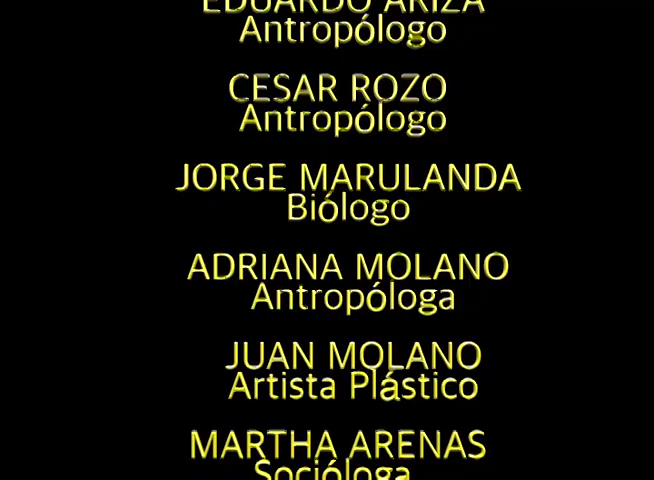 EDUARDO ARIZA
Antropólogo
CESAR ROZO
Antropólogo
JORGE MARULANDA
Biólogo
ADRIANA MOLANO
Antropóloga
JUAN MOLANO
Artista Plástico
MARTHA ARENAS
Socióloga